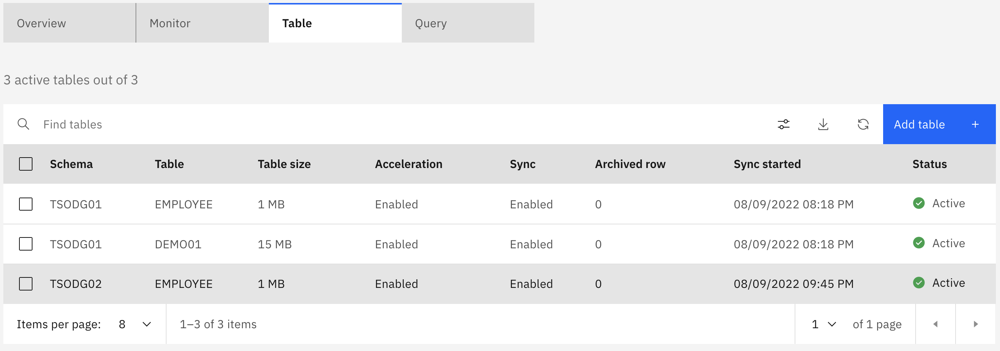 Overview Monitor Table Query
3 active tables out of 3
Find tables Add table +
Schema Table Table size Acceleration Sync Archived row Sync started Status
TSODG01 EMPLOYEE 1 MB Enabled Enabled 0 08/09/2022 08:18 PM Active
TSODG01 DEMO01 15 MB Enabled Enabled 0 08/09/2022 08:18 PM Active
TSODG02 EMPLOYEE 1 MB Enabled Enabled 0 08/09/2022 09:45 PM Active
Items per page: 8 1–3 of 3 items 1 of 1 page